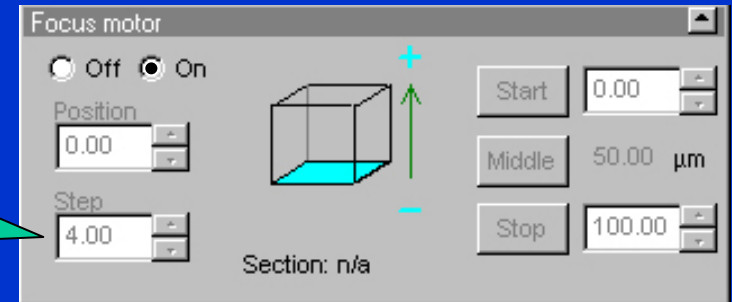 Focus motor
Off On
Position
0.00
Step
4.00
+
−
Section: n/a
Start 0.00
Middle 50.00 µm
Stop 100.00